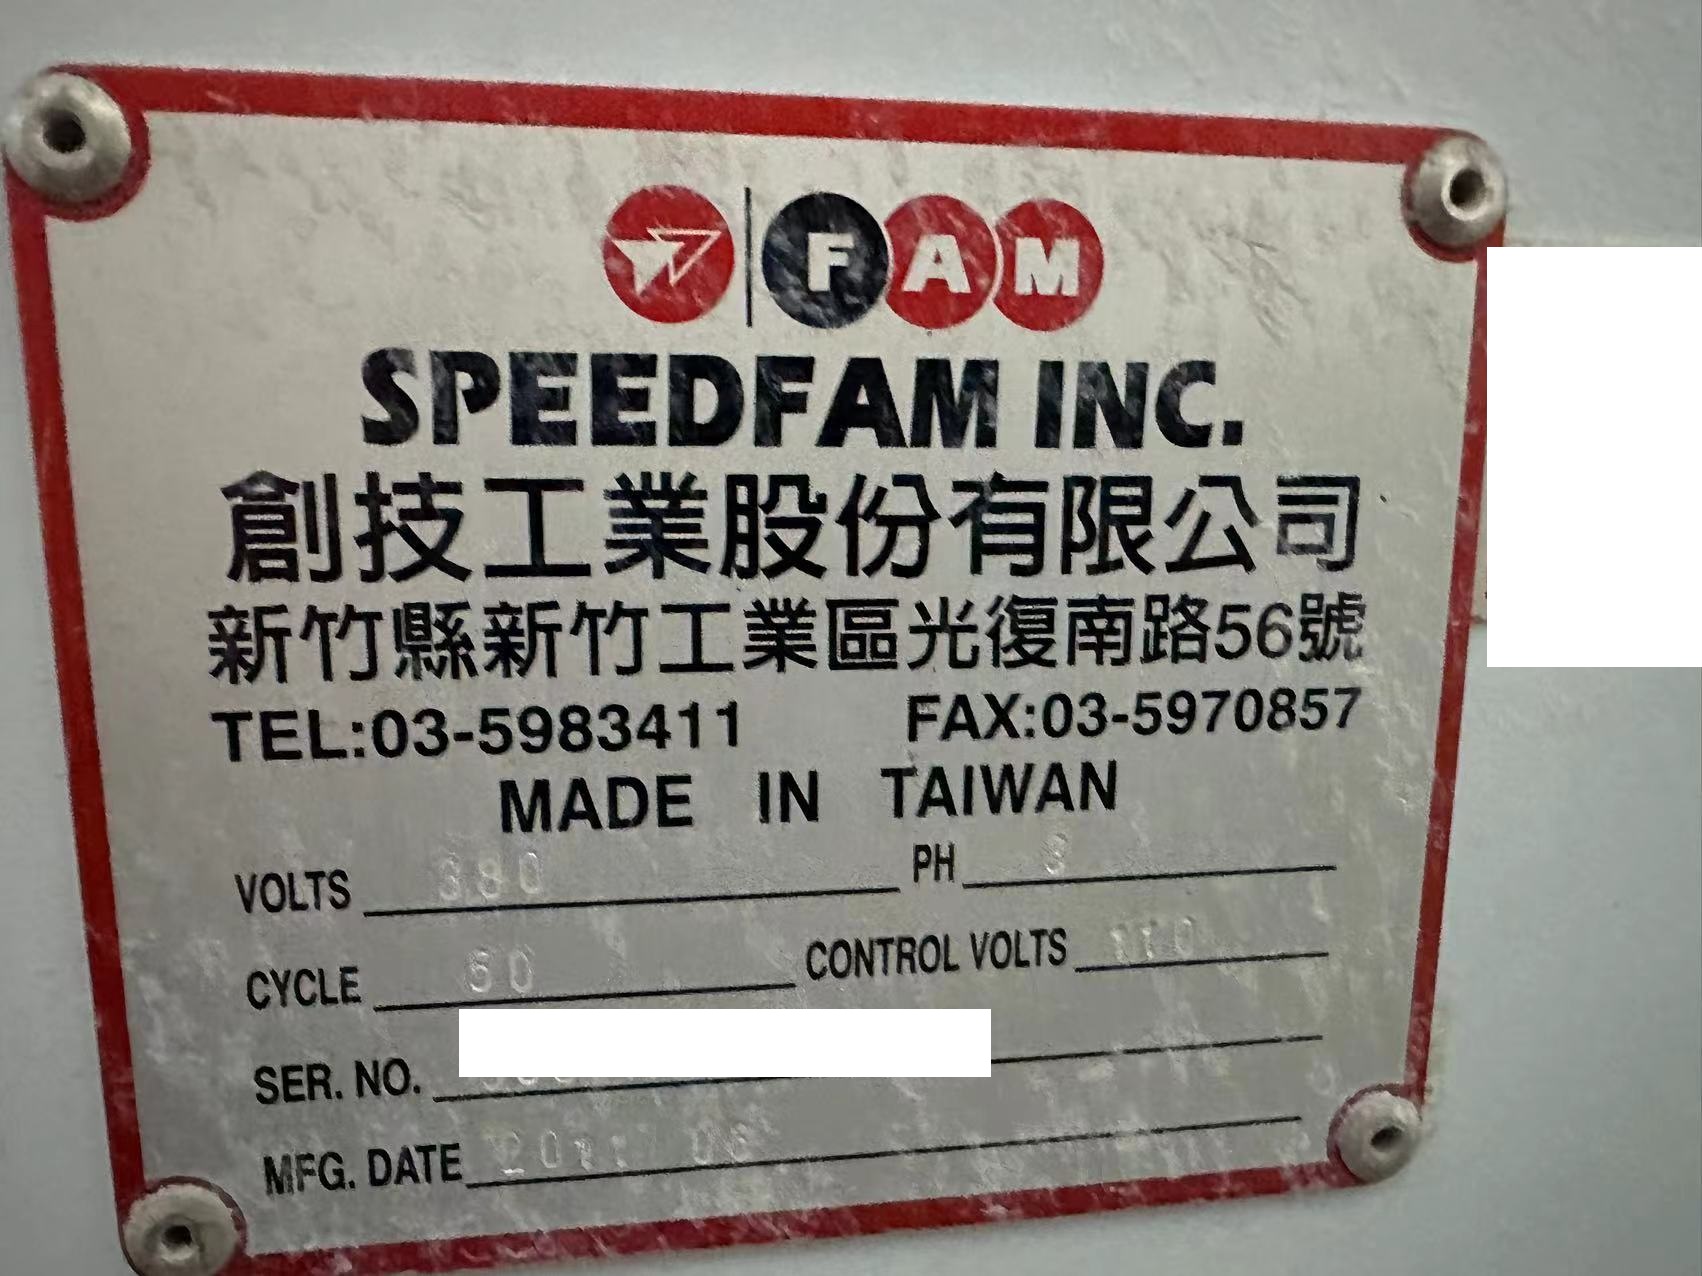 FAM
SPEEDFAM INC.
創技工業股份有限公司
新竹縣新竹工業區光復南路56號
TEL:03-5983411 FAX:03-5970857
MADE IN TAIWAN
VOLTS 380 PH 3
CYCLE 60 CONTROL VOLTS 110
SER. NO.
MFG. DATE 2011